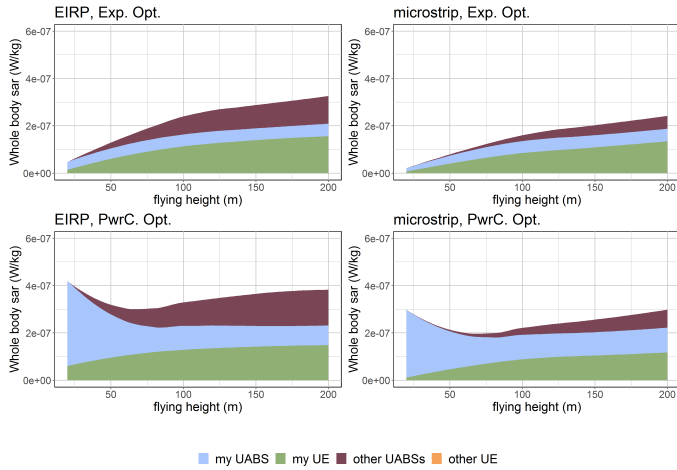 EIRP, Exp. Opt.
microstrip, Exp. Opt.
Whole body sar (W/kg)
6e-07
4e-07
2e-07
0e+00
50
100
150
200
flying height (m)
Whole body sar (W/kg)
6e-07
4e-07
2e-07
0e+00
50
100
150
200
flying height (m)
EIRP, PwrC. Opt.
microstrip, PwrC. Opt.
Whole body sar (W/kg)
6e-07
4e-07
2e-07
0e+00
50
100
150
200
flying height (m)
Whole body sar (W/kg)
6e-07
4e-07
2e-07
0e+00
50
100
150
200
flying height (m)
my UABS my UE other UABSs other UE